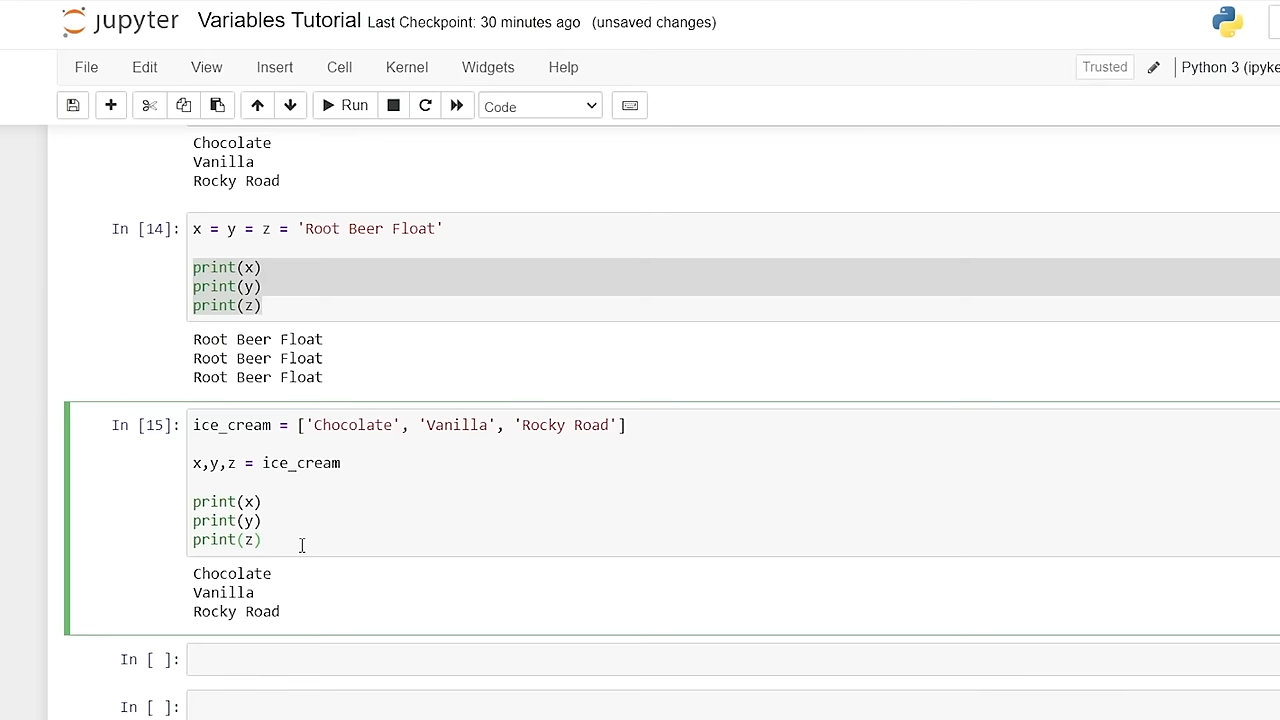 jupyter Variables Tutorial Last Checkpoint: 30 minutes ago (unsaved changes)
File Edit View Insert Cell Kernel Widgets Help Trusted Python 3 (ipyke
Run Code
Chocolate
Vanilla
Rocky Road
In [14]: x = y = z = 'Root Beer Float'
print(x)
print(y)
print(z)
Root Beer Float
Root Beer Float
Root Beer Float
In [15]: ice_cream = ['Chocolate', 'Vanilla', 'Rocky Road']
x,y,z = ice_cream
print(x)
print(y)
print(z)
Chocolate
Vanilla
Rocky Road
In [ ]:
In [ ]: